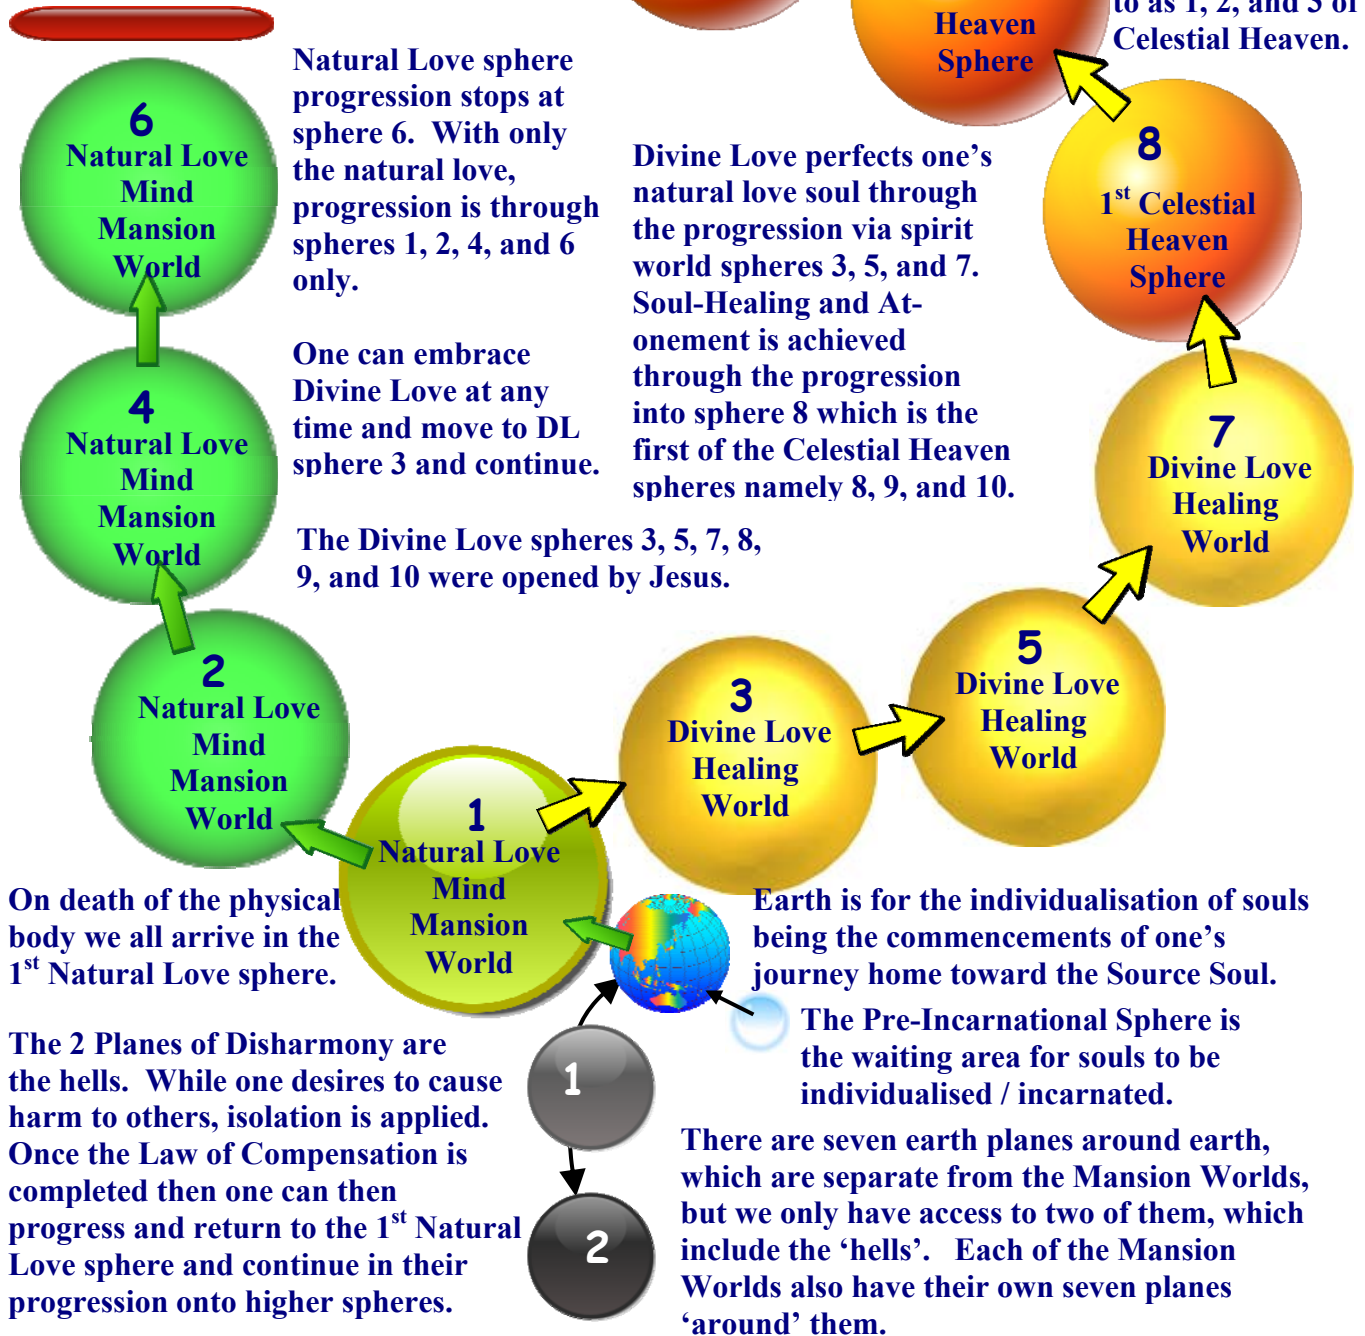 to as 1, 2, and 3 of
Celestial Heaven.
Heaven
Sphere
Natural Love sphere
progression stops at
sphere 6. With only
the natural love,
progression is through
spheres 1, 2, 4, and 6
only.
One can embrace
Divine Love at any
time and move to DL
sphere 3 and continue.
6
Natural Love
Mind
Mansion
World
Divine Love perfects one's
natural love soul through
the progression via spirit
world spheres 3, 5, and 7.
Soul-Healing and At-
onement is achieved
through the progression
into sphere 8 which is the
first of the Celestial Heaven
spheres namely 8, 9, and 10.
8
1st Celestial
Heaven
Sphere
4
Natural Love
Mind
Mansion
World
7
Divine Love
Healing
World
The Divine Love spheres 3, 5, 7, 8,
9, and 10 were opened by Jesus.
2
Natural Love
Mind
Mansion
World
3
Divine Love
Healing
World
5
Divine Love
Healing
World
1
Natural Love
Mind
Mansion
World
On death of the physical
body we all arrive in the
1st Natural Love sphere.
Earth is for the individualisation of souls
being the commencements of one's
journey home toward the Source Soul.
The Pre-Incarnational Sphere is
the waiting area for souls to be
individualised / incarnated.
The 2 Planes of Disharmony are
the hells. While one desires to cause
harm to others, isolation is applied.
Once the Law of Compensation is
completed then one can then
progress and return to the 1st Natural
Love sphere and continue in their
progression onto higher spheres.
1
2
There are seven earth planes around earth,
which are separate from the Mansion Worlds,
but we only have access to two of them, which
include the 'hells'. Each of the Mansion
Worlds also have their own seven planes
'around' them.